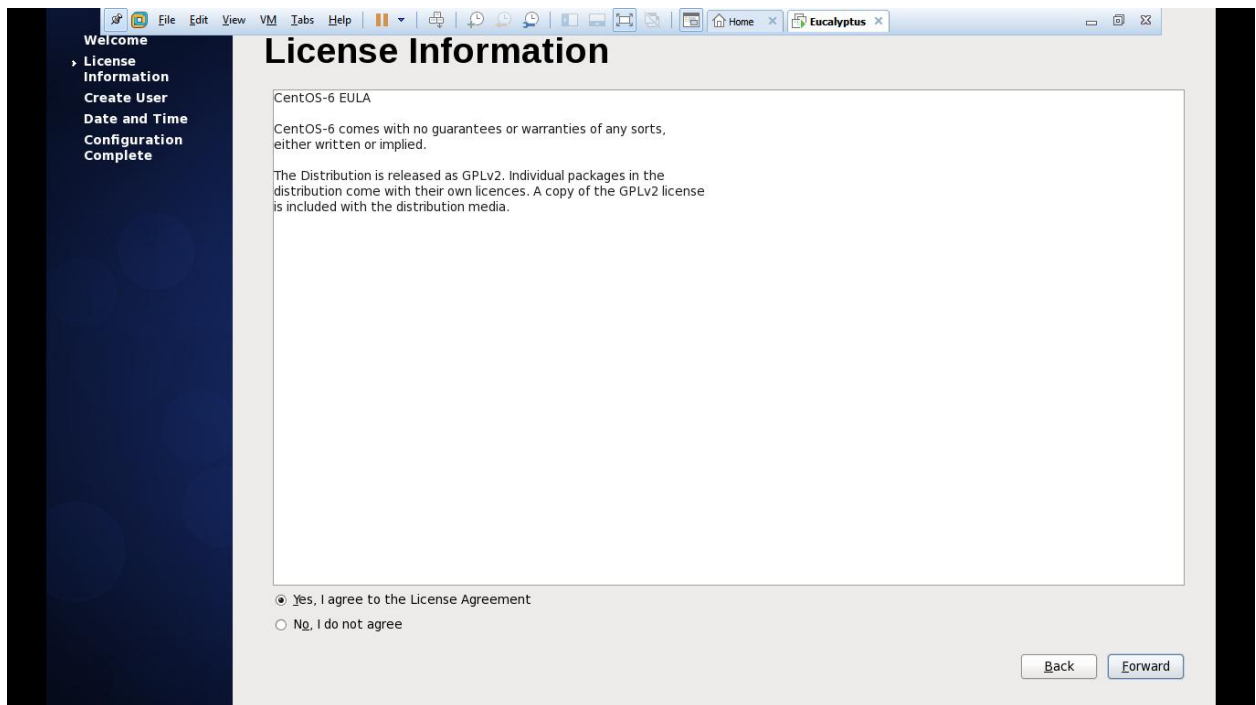 File Edit View VM Tabs Help Home Eucalyptus
Welcome
License
Information
Create User
Date and Time
Configuration
Complete
License Information
CentOS-6 EULA
CentOS-6 comes with no guarantees or warranties of any sorts,
either written or implied.
The Distribution is released as GPLv2. Individual packages in the
distribution come with their own licences. A copy of the GPLv2 license
is included with the distribution media.
Yes, I agree to the License Agreement
No, I do not agree
Back Forward